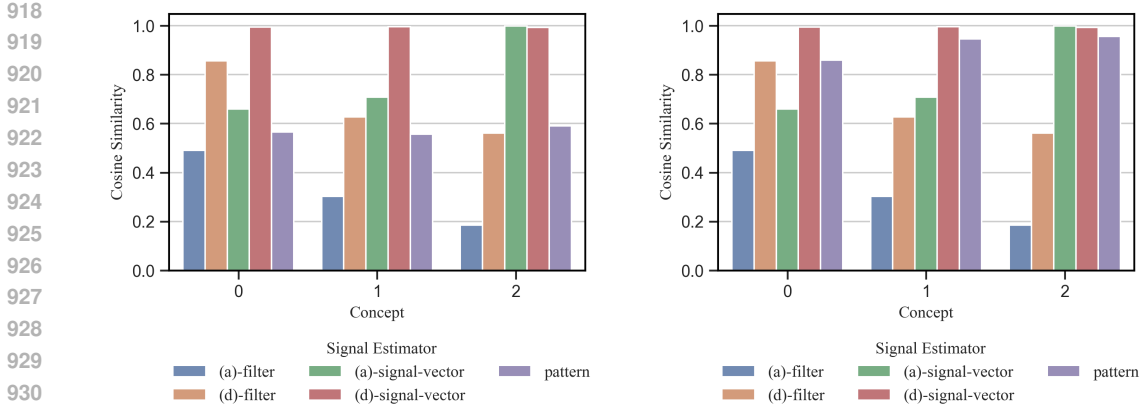 918
919
920
921
922
923
924
925
926
927
928
929
930
1.0
0.8
0.6
0.4
0.2
0.0
Cosine Similarity
0 1 2
Concept
Signal Estimator
(a)-filter (a)-signal-vector pattern
(d)-filter (d)-signal-vector
1.0
0.8
0.6
0.4
0.2
0.0
Cosine Similarity
0 1 2
Concept
Signal Estimator
(a)-filter (a)-signal-vector pattern
(d)-filter (d)-signal-vector